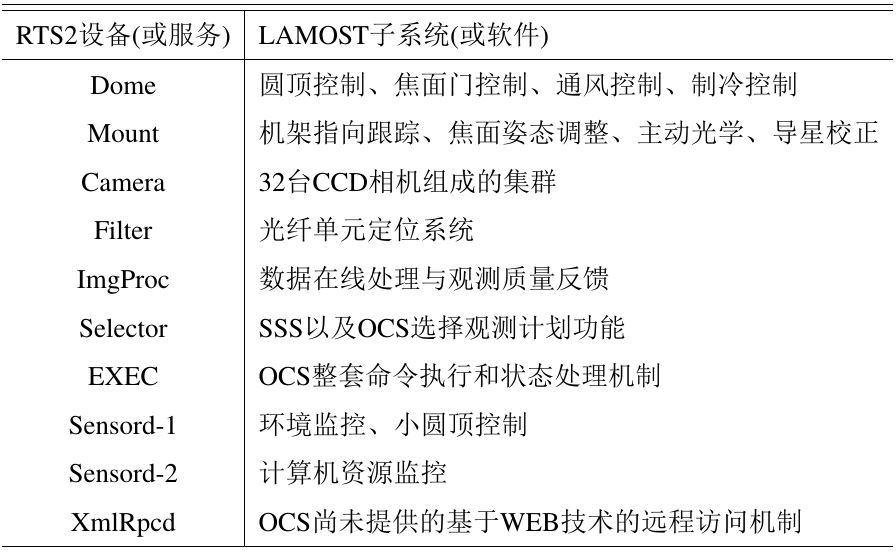 RTS2设备(或服务) LAMOST子系统(或软件)
Dome 圆顶控制、焦面门控制、通风控制、制冷控制
Mount 机架指向跟踪、焦面姿态调整、主动光学、导星校正
Camera 32台CCD相机组成的集群
Filter 光纤单元定位系统
ImgProc 数据在线处理与观测质量反馈
Selector SSS以及OCS选择观测计划功能
EXEC OCS整套命令执行和状态处理机制
Sensord-1 环境监控、小圆顶控制
Sensord-2 计算机资源监控
XmlRpcd OCS尚未提供的基于WEB技术的远程访问机制